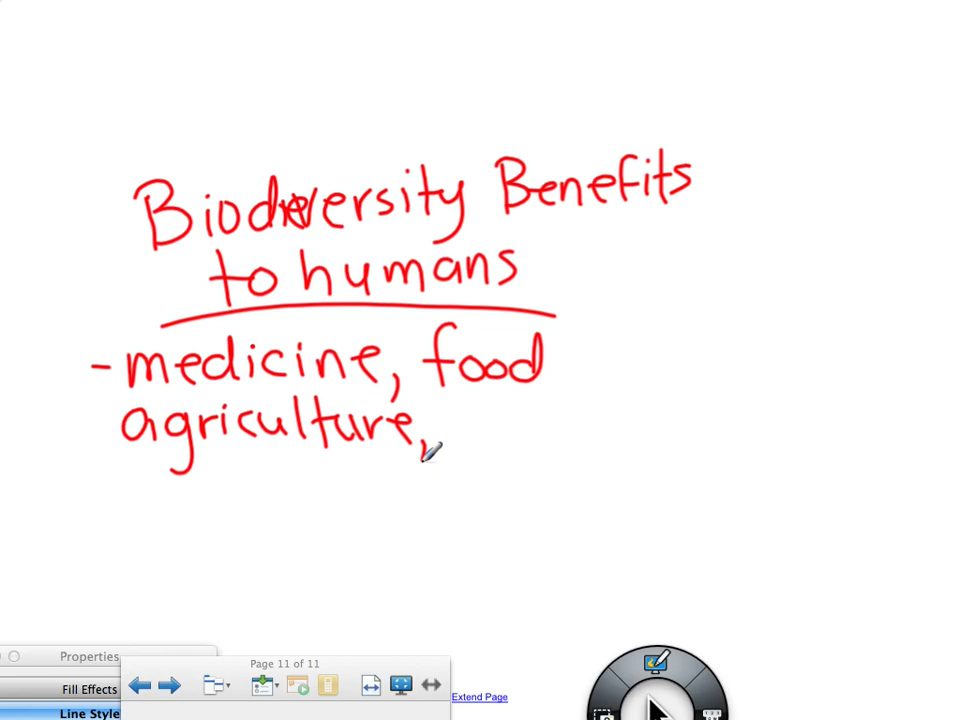 Biodiversity Benefits
to humans
- medicine, food
agriculture,
Properties
Page 11 of 11
Fill Effects
Extend Page
Line Style